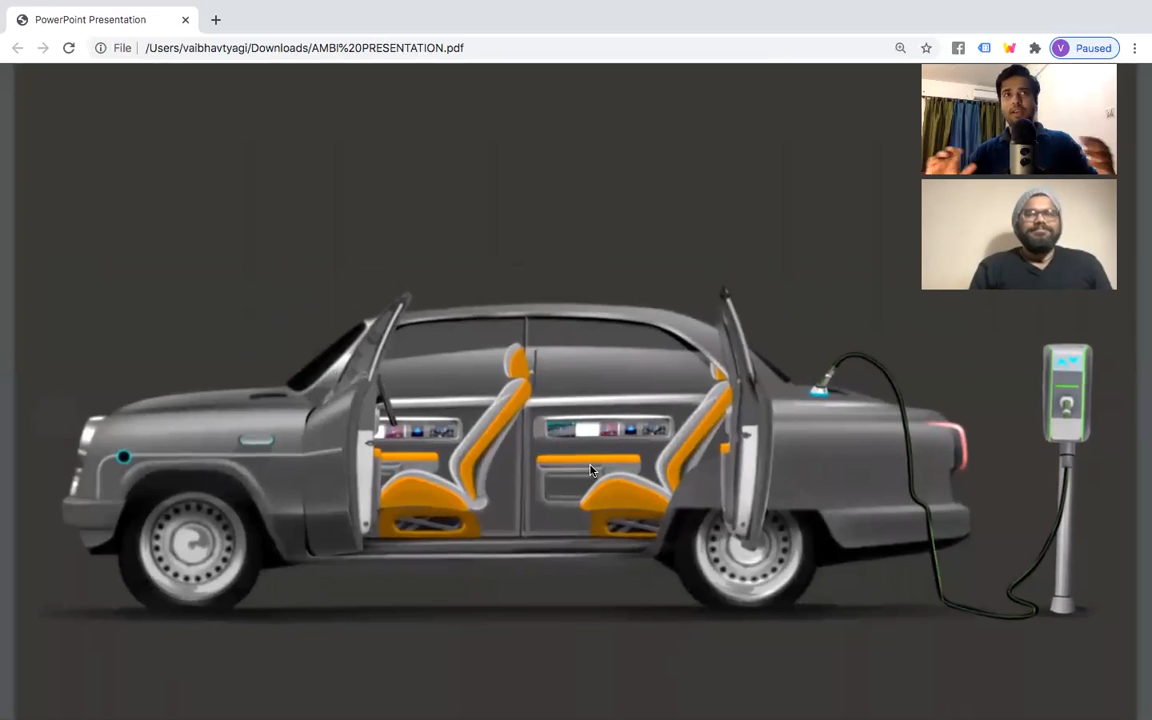 PowerPoint Presentation
File
/Users/vaibhavtyagi/Downloads/AMBI%20PRESENTATION.pdf
V Paused